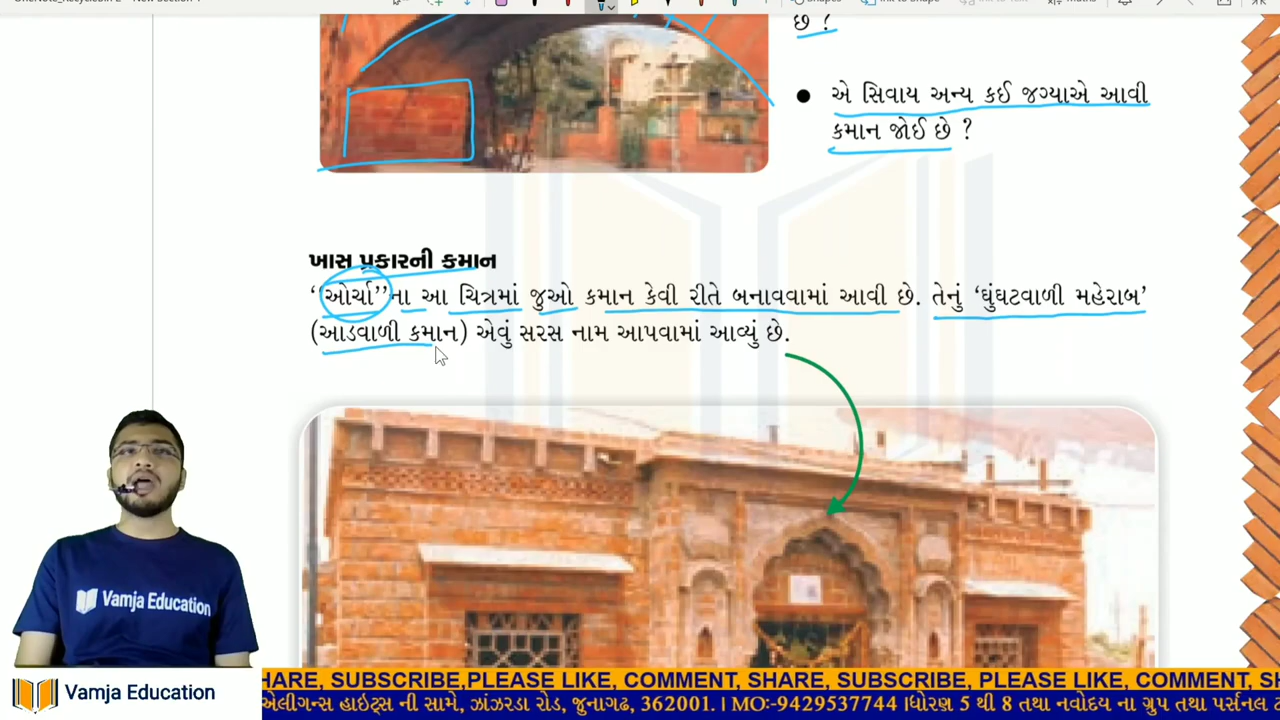 છે ?
● એ સિવાય અન્ય કઈ જગ્યાએ આવી
કમાન જોઈ છે ?
ખાસ પ્રકારની કમાન
‘‘ઓર્ચા’’ના આ ચિત્રમાં જુઓ કમાન કેવી રીતે બનાવવામાં આવી છે. તેનું ‘ઘુંઘટવાળી મહેરાબ’
(આડવાળી કમાન) એવું સરસ નામ આપવામાં આવ્યું છે.
Vamja Education
Vamja Education
HARE, SUBSCRIBE,PLEASE LIKE, COMMENT, SHARE, SUBSCRIBE, PLEASE LIKE, COMMENT, SH
એલીગન્સ હાઇટ્સ ની સામે, ઝાંઝરડા રોડ, જુનાગઢ, 362001. | MO:-9429537744 |ધોરણ 5 થી 8 તથા નવોદય ના ગ્રુપ તથા પર્સનલ